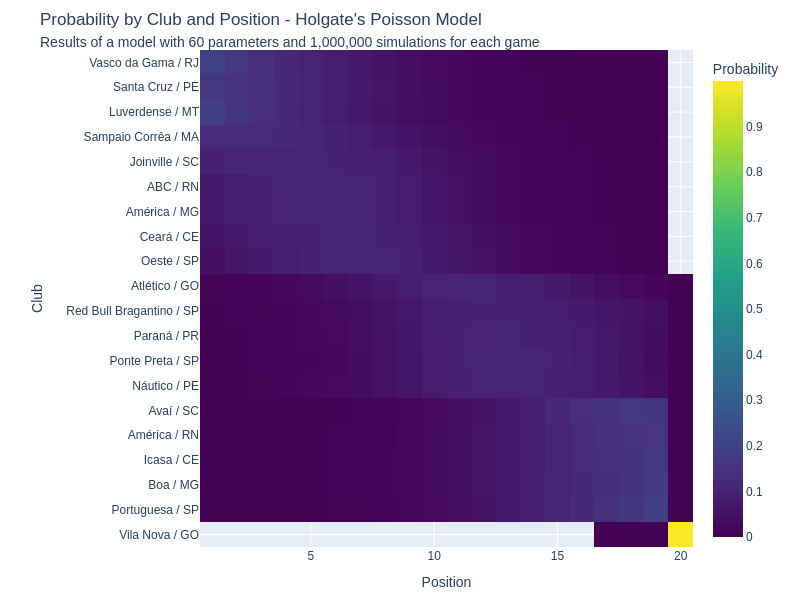 Probability by Club and Position - Holgate's Poisson Model
Results of a model with 60 parameters and 1,000,000 simulations for each game
Probability
Vasco da Gama / RJ
Santa Cruz / PE
Luverdense / MT
Sampaio Corrêa / MA
Joinville / SC
ABC / RN
América / MG
Ceará / CE
Oeste / SP
Atlético / GO
Red Bull Bragantino / SP
Paraná / PR
Ponte Preta / SP
Náutico / PE
Avaí / SC
América / RN
Icasa / CE
Boa / MG
Portuguesa / SP
Vila Nova / GO
Club
5
10
15
20
Position
0.9
0.8
0.7
0.6
0.5
0.4
0.3
0.2
0.1
0